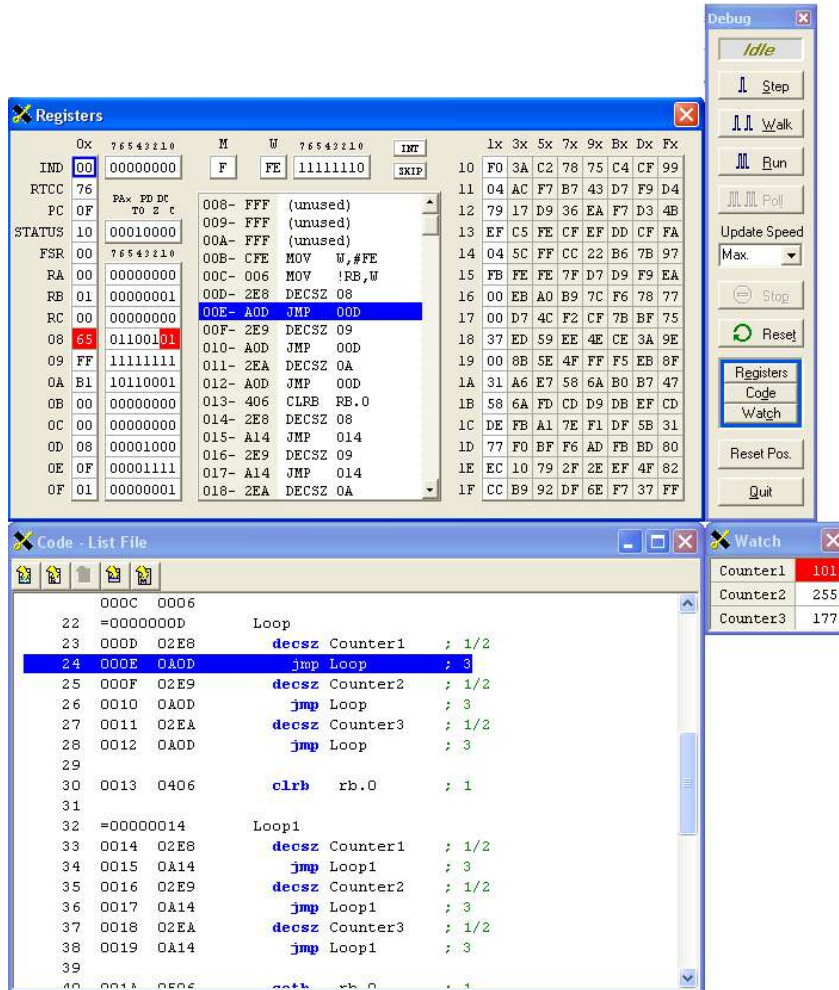 Debug
Idle
Step
Walk
Run
Poll
Update Speed
Max.
Stop
Reset
Registers
Code
Watch
Reset Pos.
Quit
Registers
0x 76543210 M W 76543210 INT 1x 3x 5x 7x 9x Bx Dx Fx
IND 00 00000000 F FE 11111110 SKIP 10 F0 3A C2 78 75 C4 CF 99
RTCC 76 PAx PD DC 11 04 AC F7 B7 43 D7 F9 D4
PC 0F TO Z C 008- FFF (unused) 12 79 17 D9 36 EA F7 D3 4B
STATUS 10 00010000 009- FFF (unused) 13 EF C5 FE CF EF DD CF FA
FSR 00 76543210 00A- FFF (unused) 14 04 5C FF CC 22 B6 7B 97
00B- CFE MOV W,#FE
RA 00 00000000 00C- 006 MOV !RB,W 15 FB FE FE 7F D7 D9 F9 EA
RB 01 00000001 00D- 2E8 DECSZ 08 16 00 EB A0 B9 7C F6 78 77
RC 00 00000000 00E- A0D JMP 00D 17 00 D7 4C F2 CF 7B BF 75
08 65 01100101 00F- 2E9 DECSZ 09 18 37 ED 59 EE 4E CE 3A 9E
010- A0D JMP 00D
09 FF 11111111 011- 2EA DECSZ 0A 19 00 8B 5E 4F FF F5 EB 8F
0A B1 10110001 012- A0D JMP 00D 1A 31 A6 E7 58 6A B0 B7 47
0B 00 00000000 013- 406 CLRB RB.0 1B 58 6A FD CD D9 DB EF CD
0C 00 00000000 014- 2E8 DECSZ 08 1C DE FB A1 7E F1 DF 5B 31
015- A14 JMP 014
0D 08 00001000 016- 2E9 DECSZ 09 1D 77 F0 BF F6 AD FB BD 80
0E 0F 00001111 017- A14 JMP 014 1E EC 10 79 2F 2E EF 4F 82
0F 01 00000001 018- 2EA DECSZ 0A 1F CC B9 92 DF 6E F7 37 FF
Code - List File
000C 0006
22 =0000000D Loop
23 000D 02E8 decsz Counter1 ; 1/2
24 000E 0A0D jmp Loop ; 3
25 000F 02E9 decsz Counter2 ; 1/2
26 0010 0A0D jmp Loop ; 3
27 0011 02EA decsz Counter3 ; 1/2
28 0012 0A0D jmp Loop ; 3
29
30 0013 0406 clrb rb.0 ; 1
31
32 =00000014 Loop1
33 0014 02E8 decsz Counter1 ; 1/2
34 0015 0A14 jmp Loop1 ; 3
35 0016 02E9 decsz Counter2 ; 1/2
36 0017 0A14 jmp Loop1 ; 3
37 0018 02EA decsz Counter3 ; 1/2
38 0019 0A14 jmp Loop1 ; 3
39
40 001A 0506 setb rb.0 ; 1
Watch
Counter1 101
Counter2 255
Counter3 177